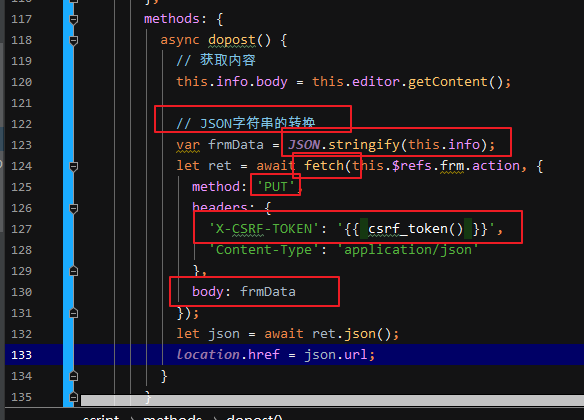 116 },
117 methods: {
118 async dopost() {
119 // 获取内容
120 this.info.body = this.editor.getContent();
121
122 // JSON字符串的转换
123 var frmData = JSON.stringify(this.info);
124 let ret = await fetch(this.$refs.frm.action, {
125 method: 'PUT',
126 headers: {
127 'X-CSRF-TOKEN': '{{ csrf_token() }}',
128 'Content-Type': 'application/json'
129 },
130 body: frmData
131 });
132 let json = await ret.json();
133 location.href = json.url;
134 }
135 }
script > methods > dopost()